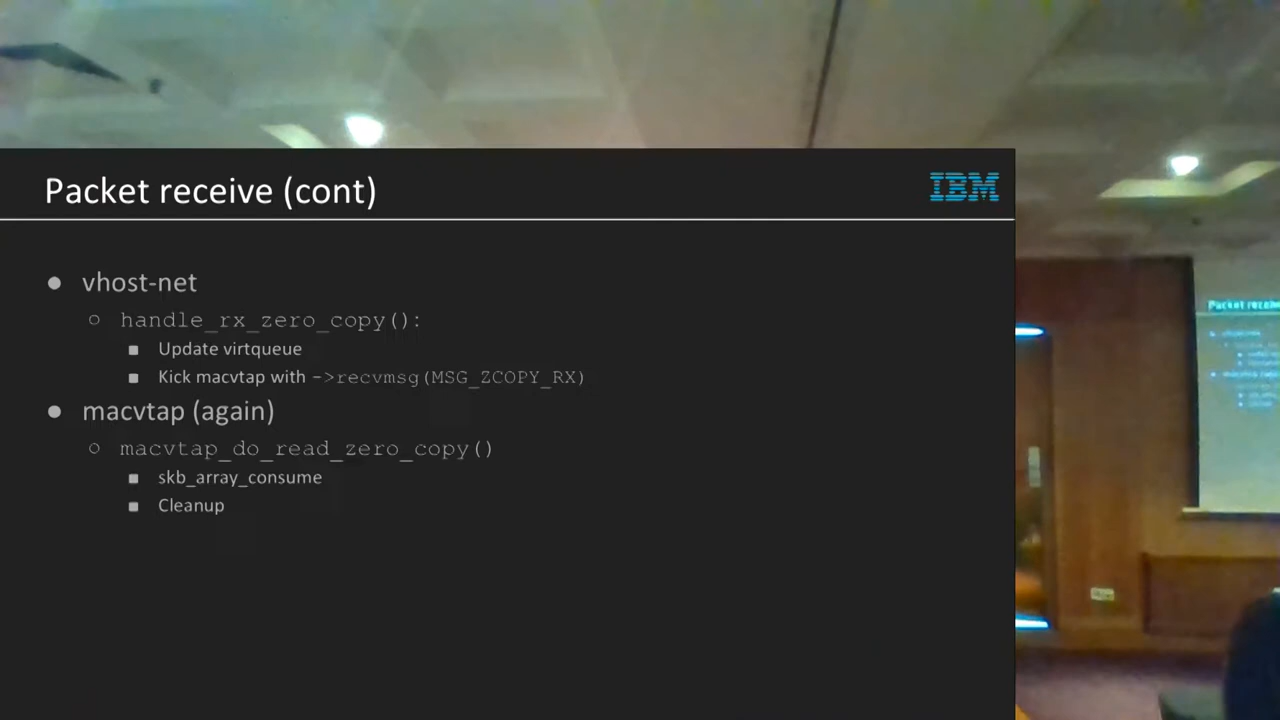 Packet receive (cont)
IBM
● vhost-net
○ handle_rx_zero_copy():
■ Update virtqueue
■ Kick macvtap with ->recvmsg(MSG_ZCOPY_RX)
● macvtap (again)
○ macvtap_do_read_zero_copy()
■ skb_array_consume
■ Cleanup
Packet